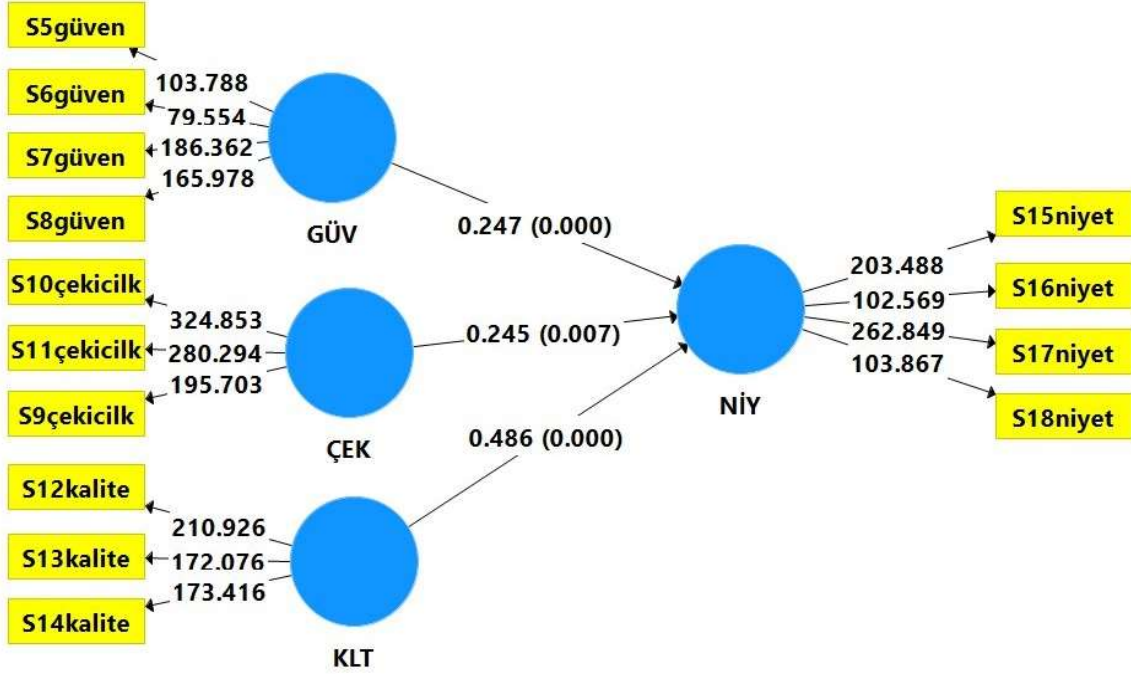 S5güven
S6güven
S7güven
S8güven
103.788
79.554
186.362
165.978
GÜV
S10çekicilk
S11çekicilk
S9çekicilk
324.853
280.294
195.703
ÇEK
S12kalite
S13kalite
S14kalite
210.926
172.076
173.416
KLT
0.247 (0.000)
0.245 (0.007)
0.486 (0.000)
NİY
203.488
102.569
262.849
103.867
S15niyet
S16niyet
S17niyet
S18niyet